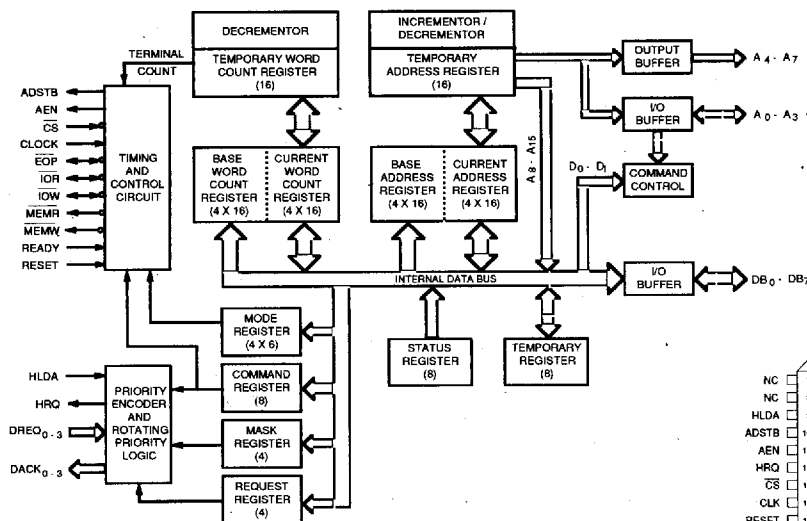 DECREMENTOR
TEMPORARY WORD
COUNT REGISTER
(16)
INCREMENTOR /
DECREMENTOR
TEMPORARY
ADDRESS REGISTER
(16)
OUTPUT
BUFFER
A4 - A7
I/O
BUFFER
A0 - A3
COMMAND
CONTROL
TERMINAL
COUNT
ADSTB
AEN
CS
CLOCK
EOP
IOR
IOW
MEMR
MEMW
READY
RESET
TIMING
AND
CONTROL
CIRCUIT
BASE
WORD
COUNT
REGISTER
(4 X 16)
CURRENT
WORD
COUNT
REGISTER
(4 X 16)
BASE
ADDRESS
REGISTER
(4 X 16)
CURRENT
ADDRESS
REGISTER
(4 X 16)
A8 - A15
D0 - D1
INTERNAL DATA BUS
I/O
BUFFER
DB0 - DB7
MODE
REGISTER
(4 X 6)
STATUS
REGISTER
(8)
TEMPORARY
REGISTER
(8)
HLDA
HRQ
DREQ0-3
DACK0-3
PRIORITY
ENCODER
AND
ROTATING
PRIORITY
LOGIC
COMMAND
REGISTER
(8)
MASK
REGISTER
(4)
REQUEST
REGISTER
(4)
NC
NC
HLDA
ADSTB
AEN
HRQ
CS
CLK
RESET